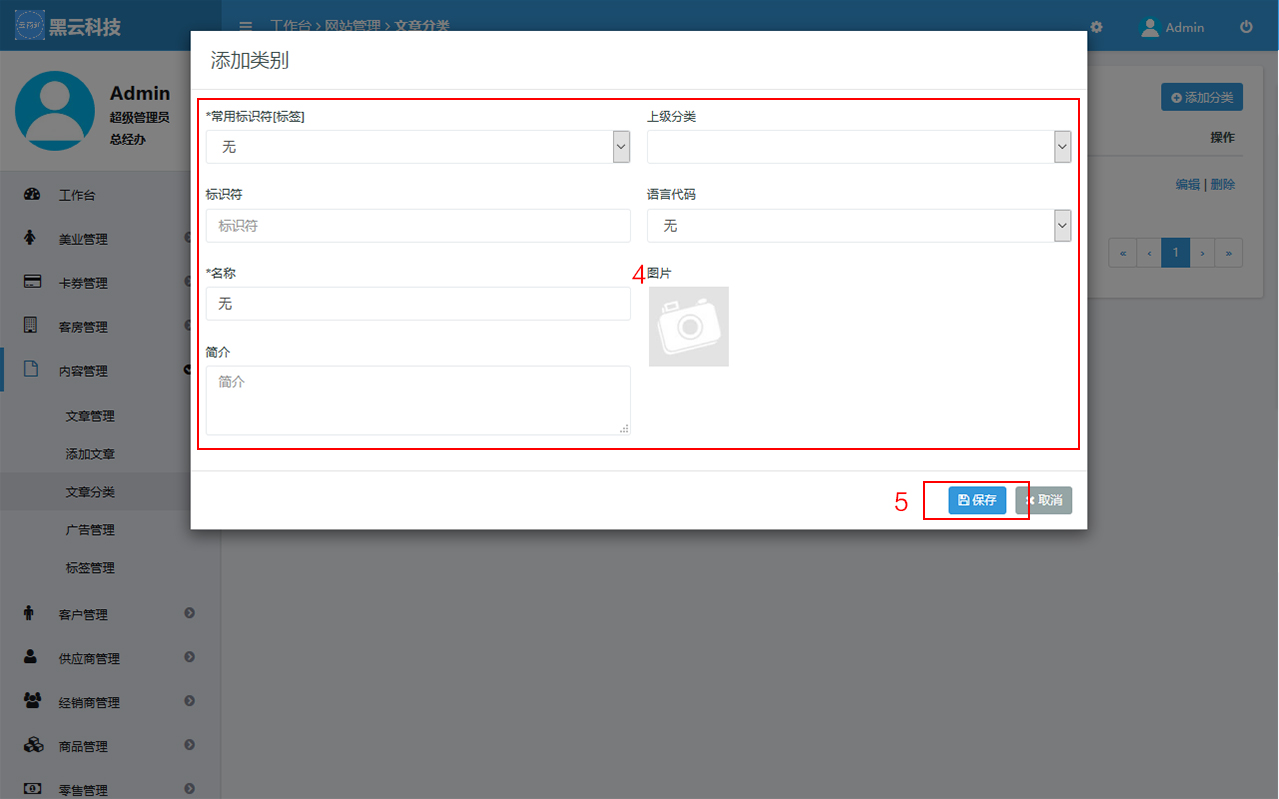 黑云科技
工作台 > 网站管理 > 文章分类
Admin
Admin
超级管理员
总经办
工作台
美业管理
卡券管理
客房管理
内容管理
文章管理
添加文章
文章分类
广告管理
标签管理
客户管理
供应商管理
经销商管理
商品管理
零售管理
添加分类
操作
编辑 | 删除
« ‹ 1 › »
添加类别
*常用标识符[标签]
无
上级分类
标识符
标识符
语言代码
无
*名称
无
4
图片
简介
简介
5
保存
取消